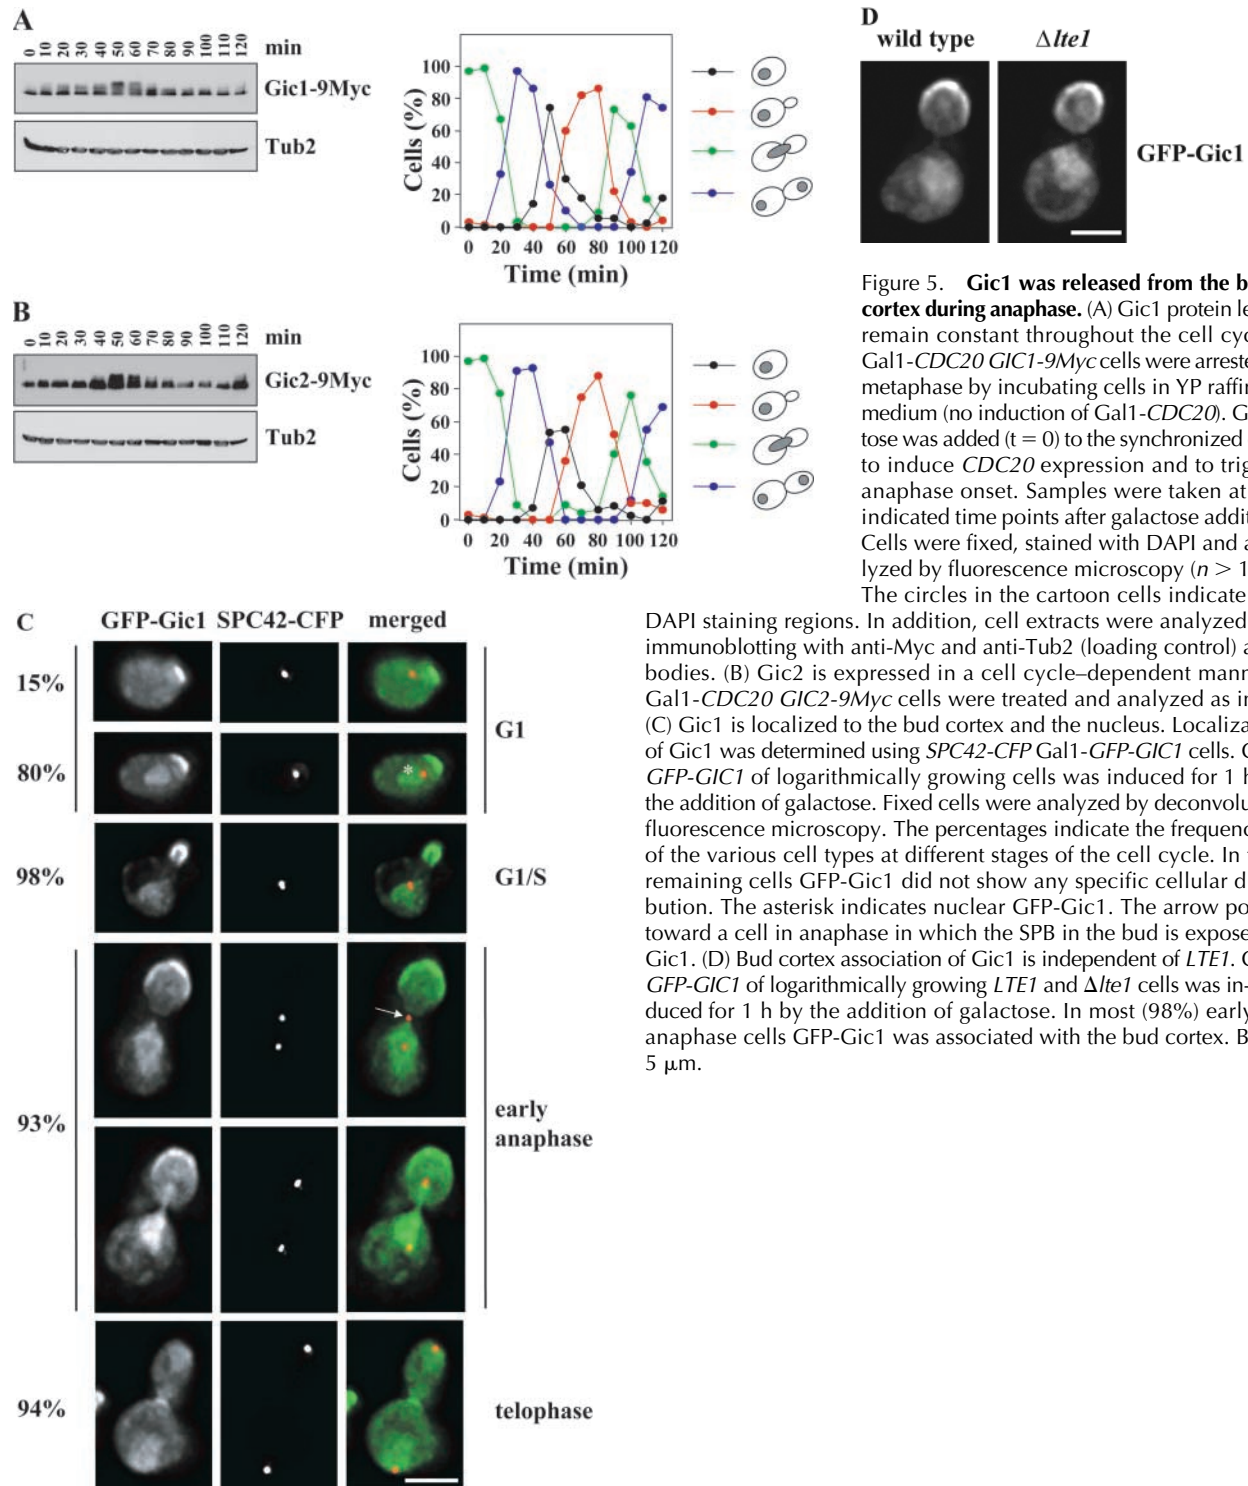 A
0 10 20 30 40 50 60 70 80 90 100 110 120 min
Gic1-9Myc
Tub2
Cells (%)
100
80
60
40
20
0
0 20 40 60 80 100 120
Time (min)
B
0 10 20 30 40 50 60 70 80 90 100 110 120 min
Gic2-9Myc
Tub2
Cells (%)
100
80
60
40
20
0
0 20 40 60 80 100 120
Time (min)
C
GFP-Gic1 SPC42-CFP merged
15%
80%
*
G1
98%
G1/S
93%
early
anaphase
94%
telophase
D
wild type Δlte1
GFP-Gic1
Figure 5. Gic1 was released from the b
cortex during anaphase. (A) Gic1 protein le
remain constant throughout the cell cyc
Gal1-CDC20 GIC1-9Myc cells were arreste
metaphase by incubating cells in YP raffin
medium (no induction of Gal1-CDC20). G
tose was added (t = 0) to the synchronized
to induce CDC20 expression and to trig
anaphase onset. Samples were taken at
indicated time points after galactose addit
Cells were fixed, stained with DAPI and a
lyzed by fluorescence microscopy (n > 1
The circles in the cartoon cells indicate
DAPI staining regions. In addition, cell extracts were analyzed
immunoblotting with anti-Myc and anti-Tub2 (loading control) a
bodies. (B) Gic2 is expressed in a cell cycle–dependent mann
Gal1-CDC20 GIC2-9Myc cells were treated and analyzed as in
(C) Gic1 is localized to the bud cortex and the nucleus. Localiza
of Gic1 was determined using SPC42-CFP Gal1-GFP-GIC1 cells. G
GFP-GIC1 of logarithmically growing cells was induced for 1 h
the addition of galactose. Fixed cells were analyzed by deconvolu
fluorescence microscopy. The percentages indicate the frequenc
of the various cell types at different stages of the cell cycle. In
remaining cells GFP-Gic1 did not show any specific cellular d
bution. The asterisk indicates nuclear GFP-Gic1. The arrow po
toward a cell in anaphase in which the SPB in the bud is expose
Gic1. (D) Bud cortex association of Gic1 is independent of LTE1. G
GFP-GIC1 of logarithmically growing LTE1 and Δlte1 cells was in-
duced for 1 h by the addition of galactose. In most (98%) early
anaphase cells GFP-Gic1 was associated with the bud cortex. B
5 μm.